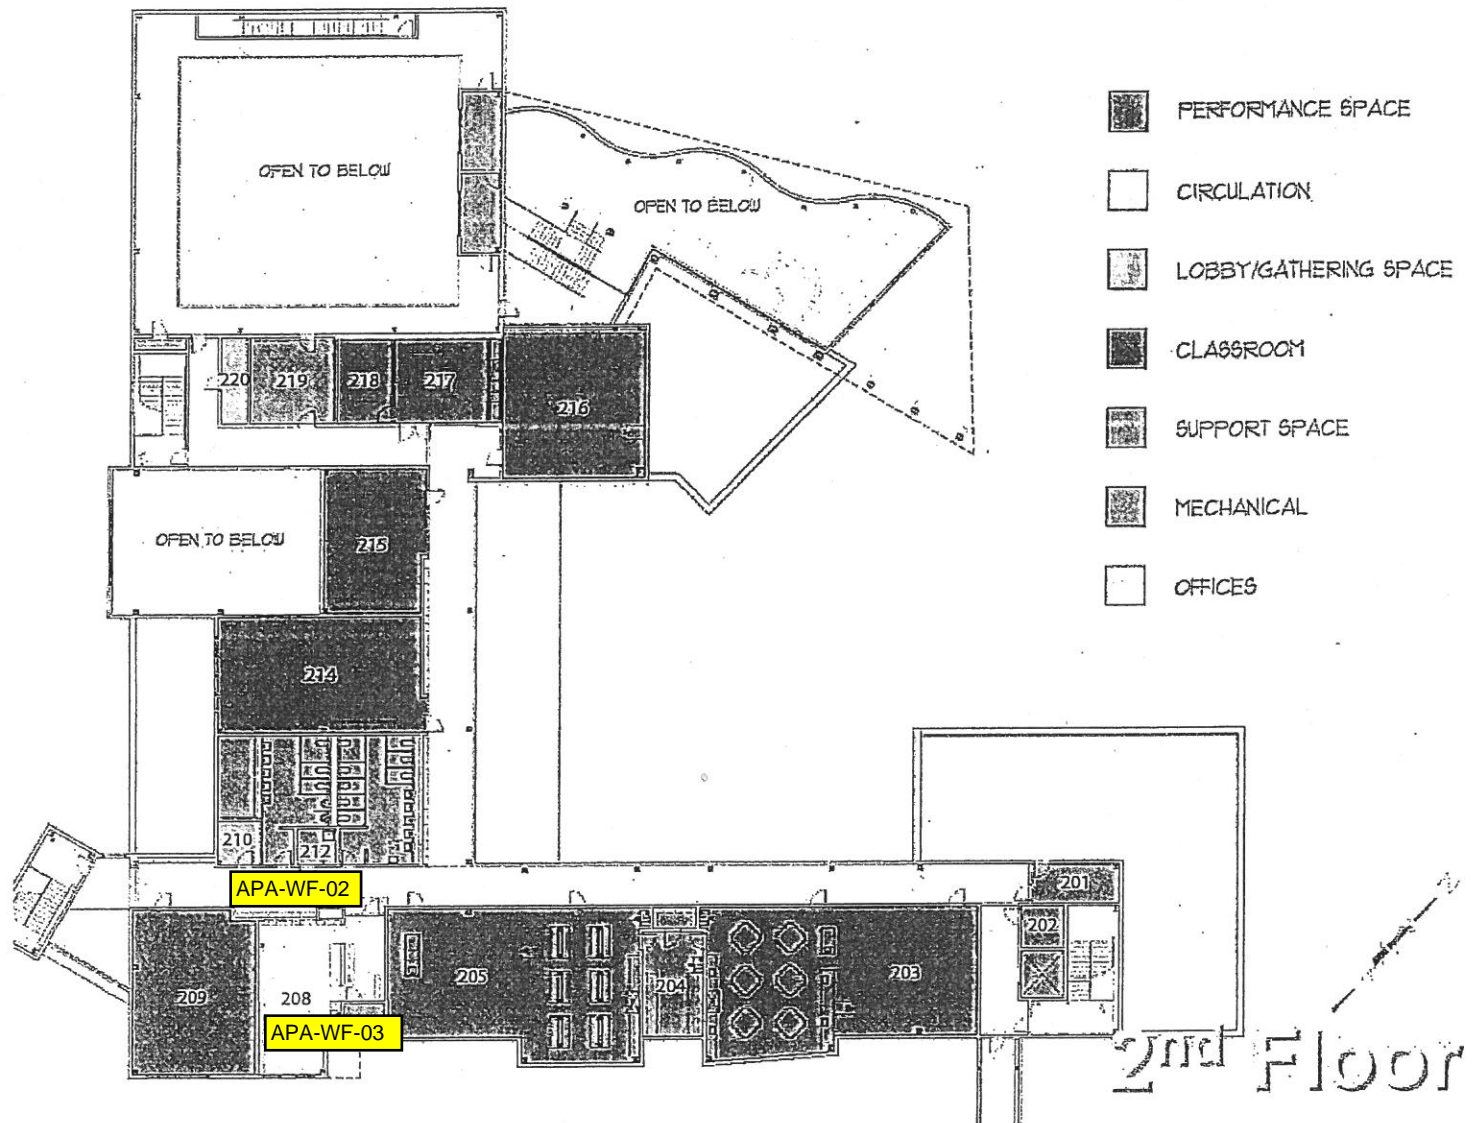 OPEN TO BELOW
OPEN TO BELOW
PERFORMANCE SPACE
CIRCULATION
LOBBY/GATHERING SPACE
CLASSROOM
SUPPORT SPACE
MECHANICAL
OFFICES
220
219
218
217
216
OPEN TO BELOW
215
214
210
212
APA-WF-02
201
202
209
208
205
204
203
APA-WF-03
N
2nd Floor